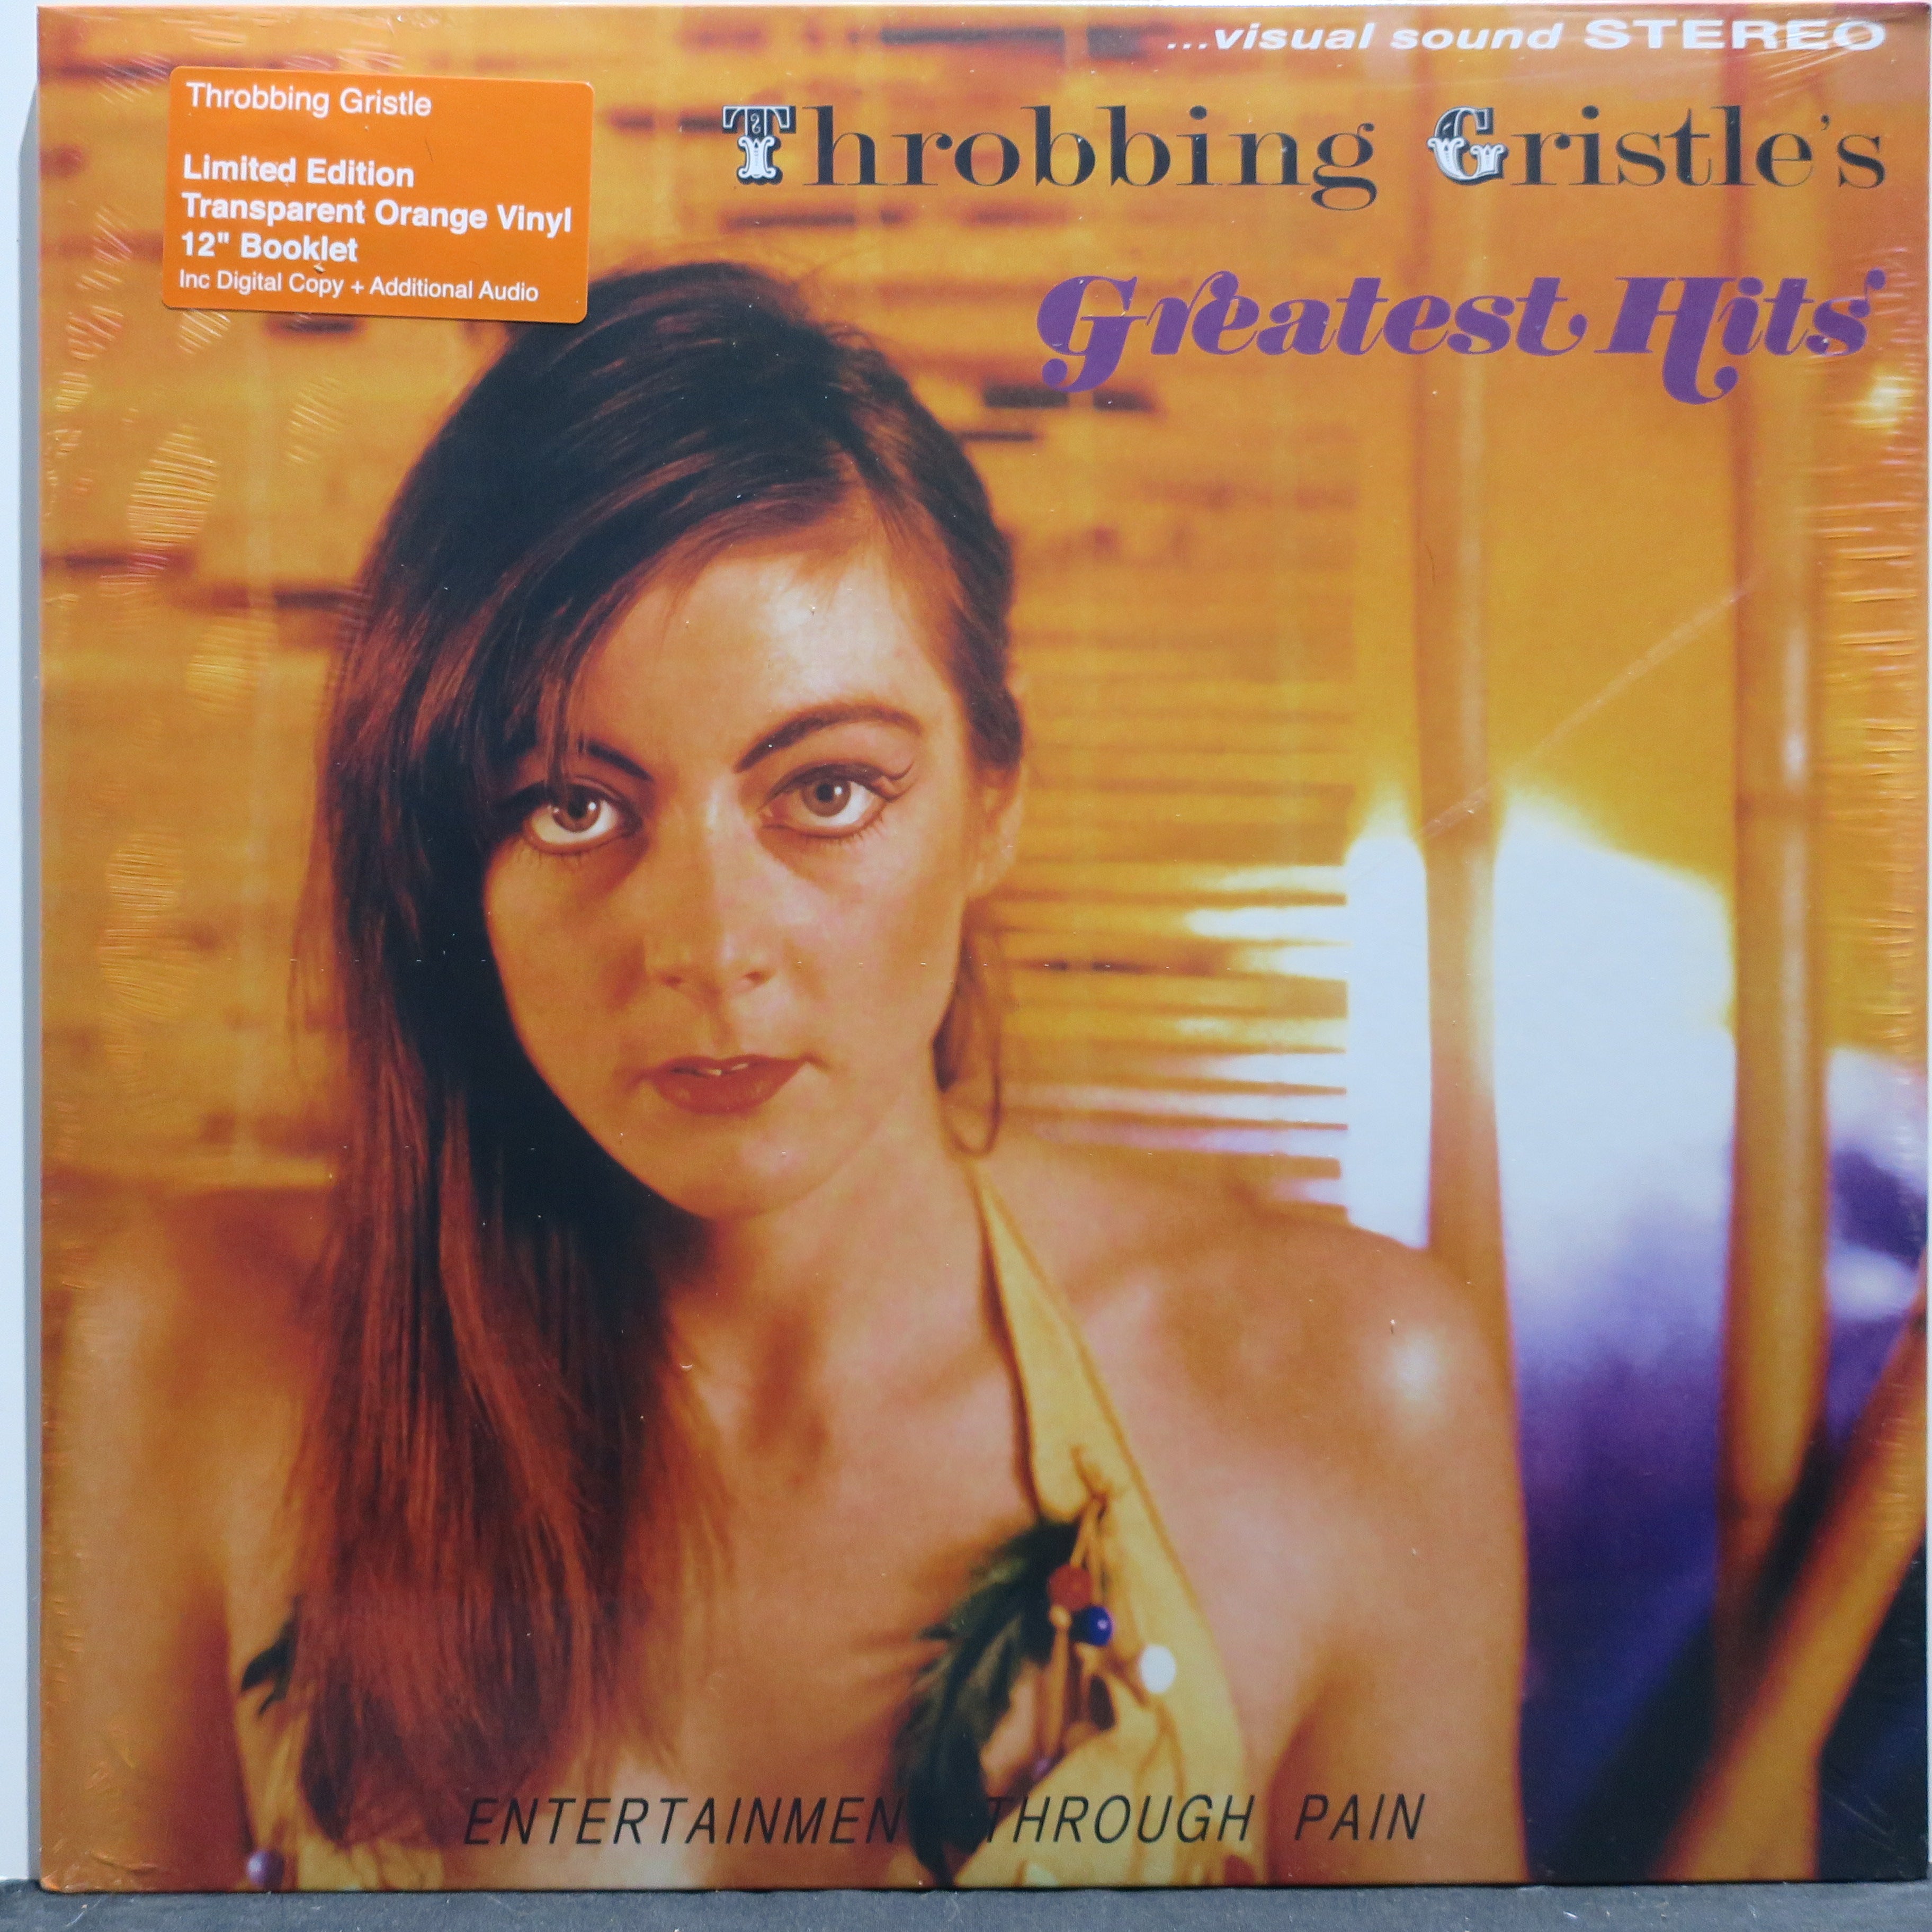 ...visual sound STEREO
Throbbing Gristle
Limited Edition
Transparent Orange Vinyl
12" Booklet
Inc Digital Copy + Additional Audio
Throbbing Gristle's
Greatest Hits
ENTERTAINMEN THROUGH PAIN